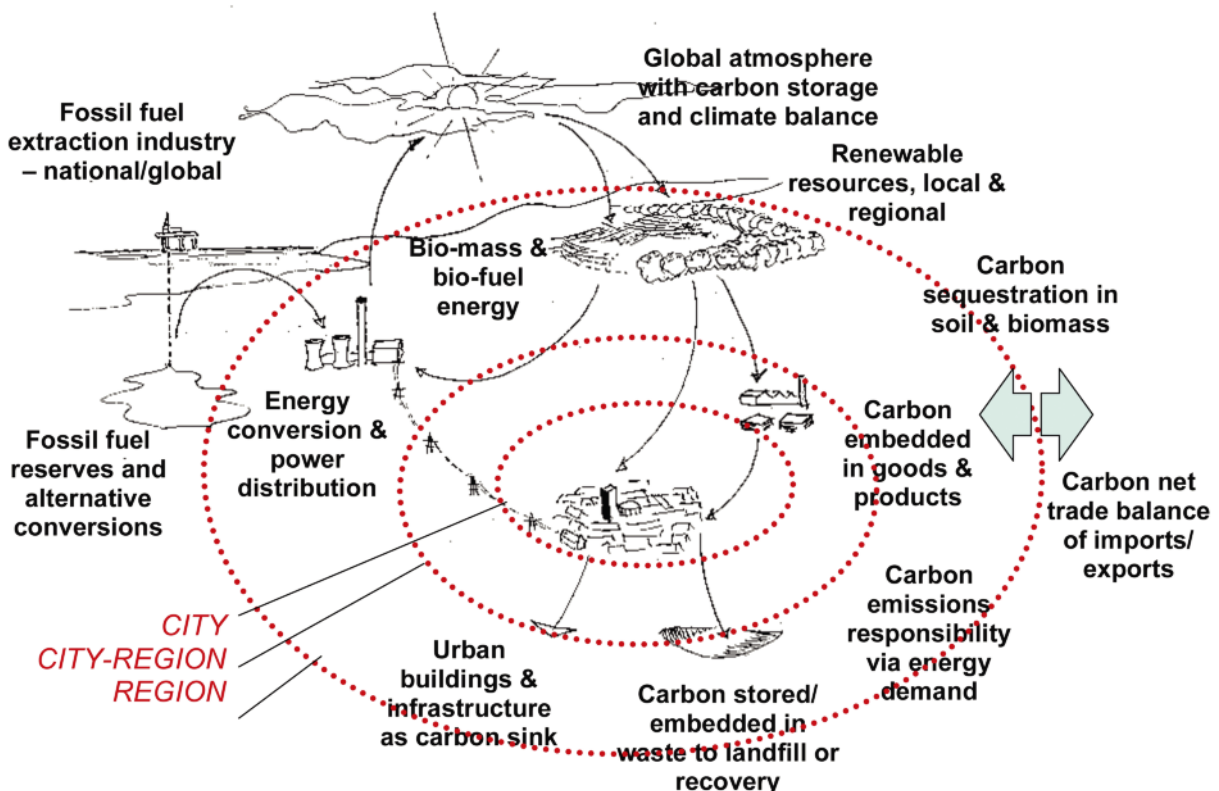 Global atmosphere
with carbon storage
and climate balance
Fossil fuel
extraction industry
– national/global
Renewable
resources, local &
regional
Bio-mass &
bio-fuel
energy
Carbon
sequestration in
soil & biomass
Energy
conversion &
power
distribution
Carbon
embedded
in goods &
products
Fossil fuel
reserves and
alternative
conversions
Carbon net
trade balance
of imports/
exports
CITY
CITY-REGION
REGION
Carbon
emissions
responsibility
via energy
demand
Urban
buildings &
infrastructure
as carbon sink
Carbon stored/
embedded in
waste to landfill or
recovery